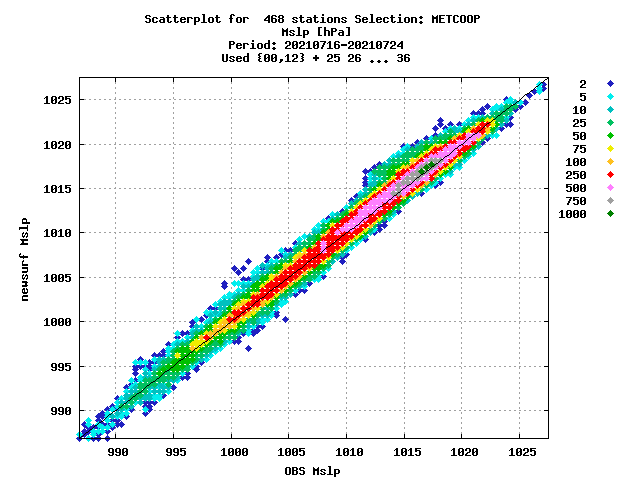 Scatterplot for  468 stations Selection: METCOOP
Mslp [hPa]
Period: 20210716-20210724
Used {00,12} + 25 26 ... 36
newsurf Mslp
1025
1020
1015
1010
1005
1000
995
990
990 995 1000 1005 1010 1015 1020 1025
OBS Mslp
2
5
10
25
50
75
100
250
500
750
1000